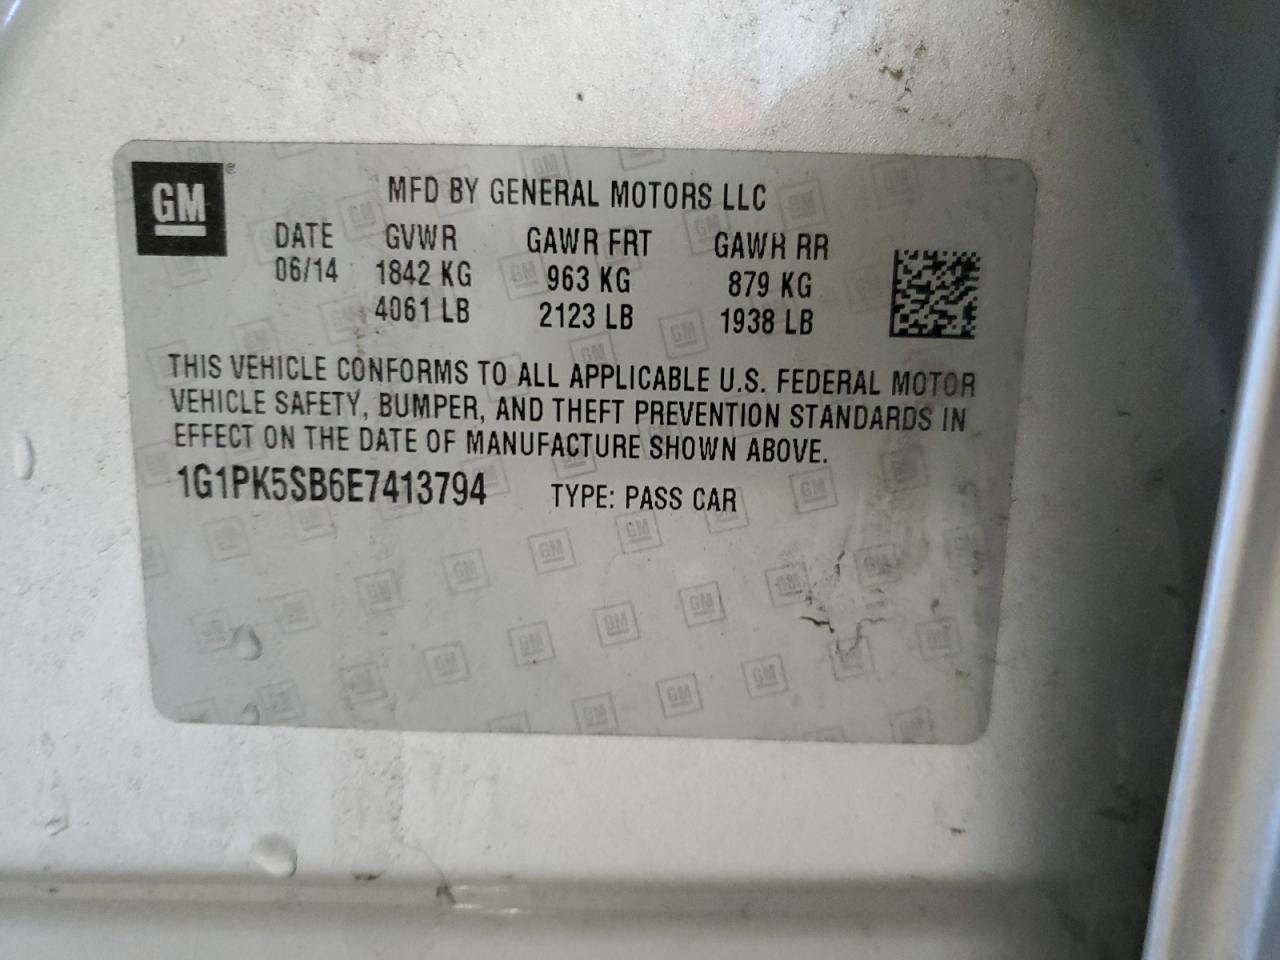 GM
MFD BY GENERAL MOTORS LLC
DATE GVWR GAWR FRT GAWR RR
06/14 1842 KG 963 KG 879 KG
4061 LB 2123 LB 1938 LB
THIS VEHICLE CONFORMS TO ALL APPLICABLE U.S. FEDERAL MOTOR
VEHICLE SAFETY, BUMPER, AND THEFT PREVENTION STANDARDS IN
EFFECT ON THE DATE OF MANUFACTURE SHOWN ABOVE.
1G1PK5SB6E7413794 TYPE: PASS CAR